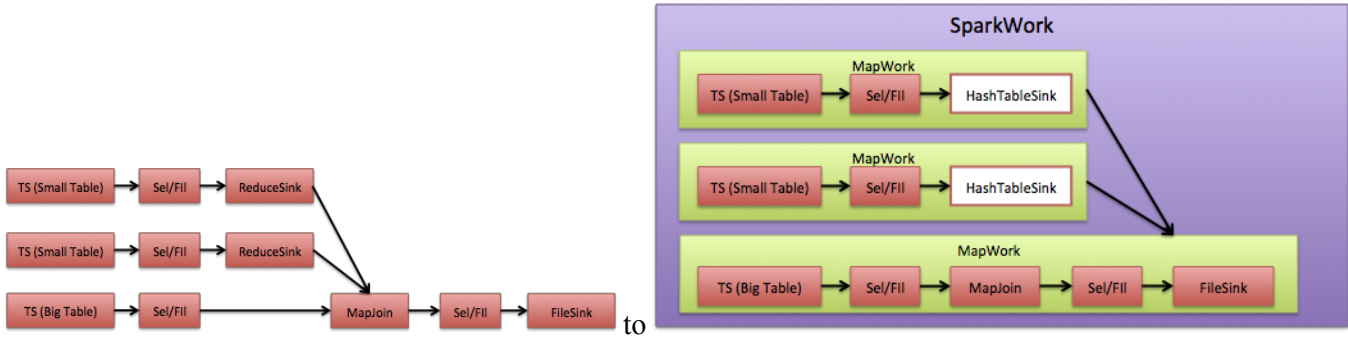 TS (Small Table) Sel/FIl ReduceSink
TS (Small Table) Sel/FIl ReduceSink
TS (Big Table) Sel/FIl MapJoin Sel/FIl FileSink
to
SparkWork
MapWork
TS (Small Table) Sel/FIl HashTableSink
MapWork
TS (Small Table) Sel/FIl HashTableSink
MapWork
TS (Big Table) Sel/FIl MapJoin Sel/FIl FileSink